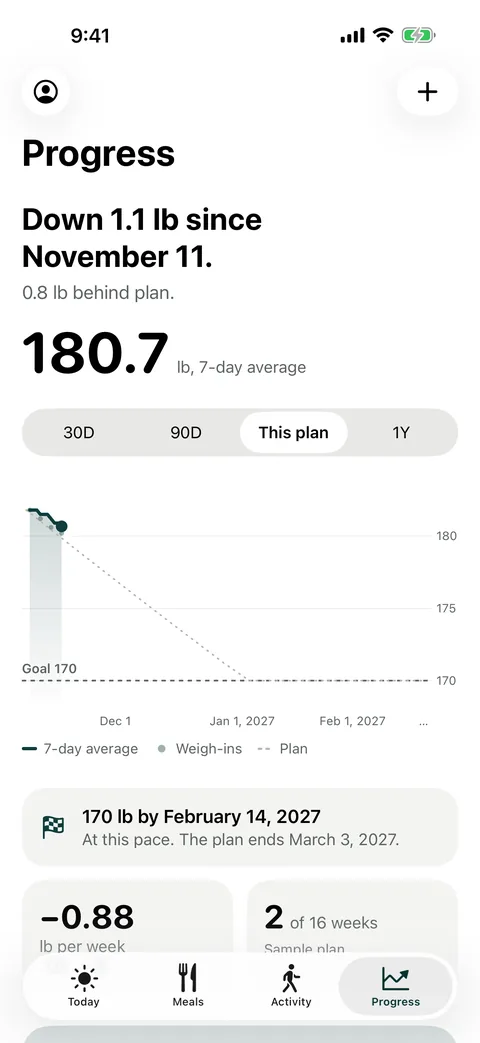 9:41
Progress
Down 1.1 lb since
November 11.
0.8 lb behind plan.
180.7 lb, 7-day average
30D 90D This plan 1Y
180
175
Goal 170
170
Dec 1 Jan 1, 2027 Feb 1, 2027 ...
7-day average Weigh-ins Plan
170 lb by February 14, 2027
At this pace. The plan ends March 3, 2027.
−0.88
lb per week
2 of 16 weeks
Sample plan
Today Meals Activity Progress